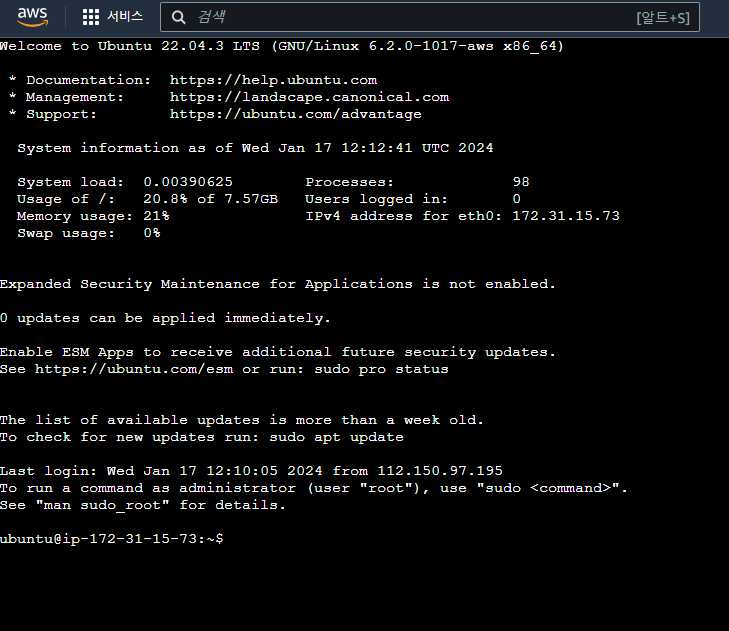 aws 서비스 검색 [알트+S]
Welcome to Ubuntu 22.04.3 LTS (GNU/Linux 6.2.0-1017-aws x86_64)
* Documentation:  https://help.ubuntu.com
* Management:     https://landscape.canonical.com
* Support:        https://ubuntu.com/advantage
System information as of Wed Jan 17 12:12:41 UTC 2024
System load:  0.00390625        Processes:             98
Usage of /:   20.8% of 7.57GB   Users logged in:       0
Memory usage: 21%               IPv4 address for eth0: 172.31.15.73
Swap usage:   0%
Expanded Security Maintenance for Applications is not enabled.
0 updates can be applied immediately.
Enable ESM Apps to receive additional future security updates.
See https://ubuntu.com/esm or run: sudo pro status
The list of available updates is more than a week old.
To check for new updates run: sudo apt update
Last login: Wed Jan 17 12:10:05 2024 from 112.150.97.195
To run a command as administrator (user "root"), use "sudo <command>".
See "man sudo_root" for details.
ubuntu@ip-172-31-15-73:~$